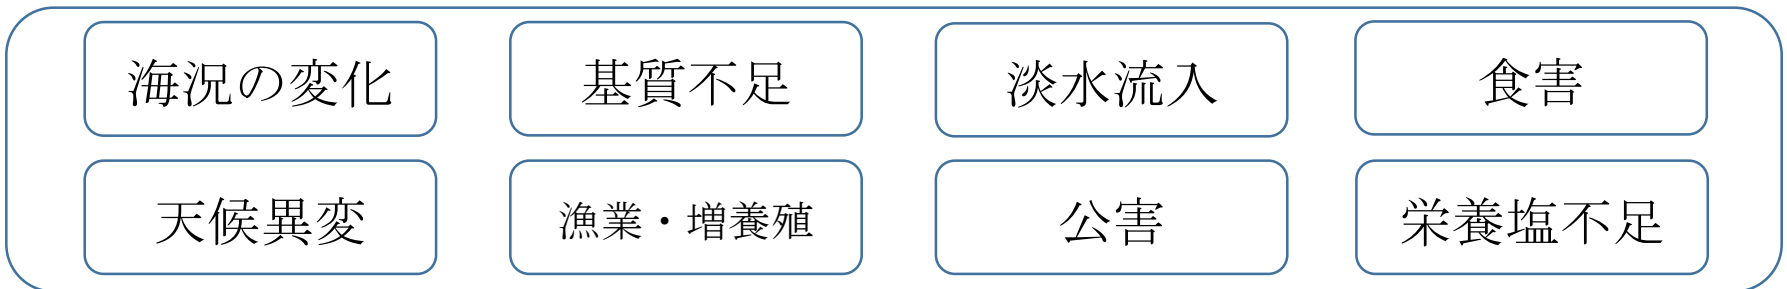 海況の変化
基質不足
淡水流入
食害
天候異変
漁業・増養殖
公害
栄養塩不足